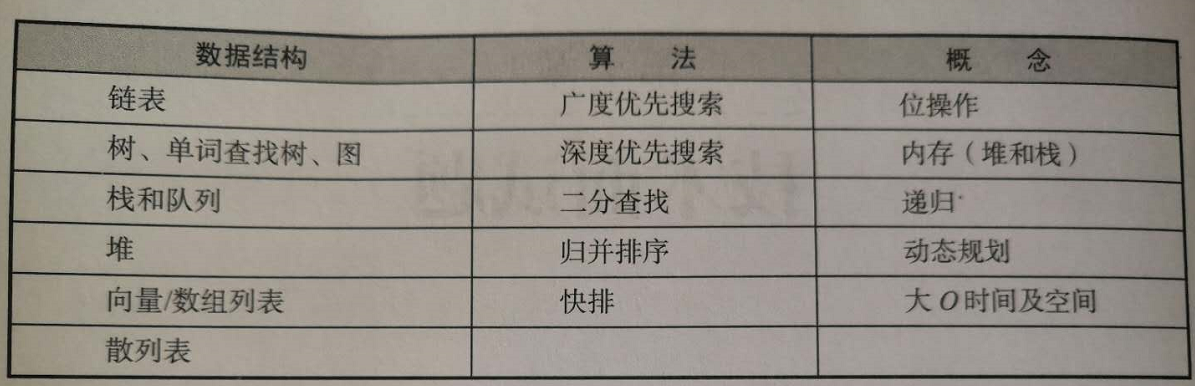 数据结构 算 法 概 念
链表 广度优先搜索 位操作
树、单词查找树、图 深度优先搜索 内存（堆和栈）
栈和队列 二分查找 递归
堆 归并排序 动态规划
向量/数组列表 快排 大O时间及空间
散列表